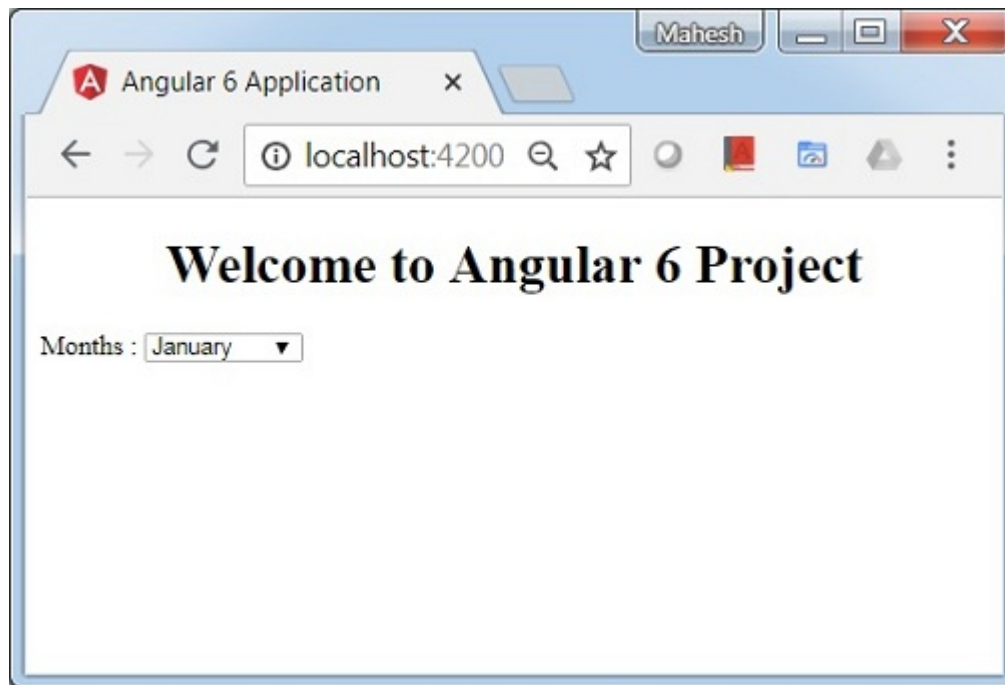 Mahesh
Angular 6 Application
localhost:4200
Welcome to Angular 6 Project
Months : January